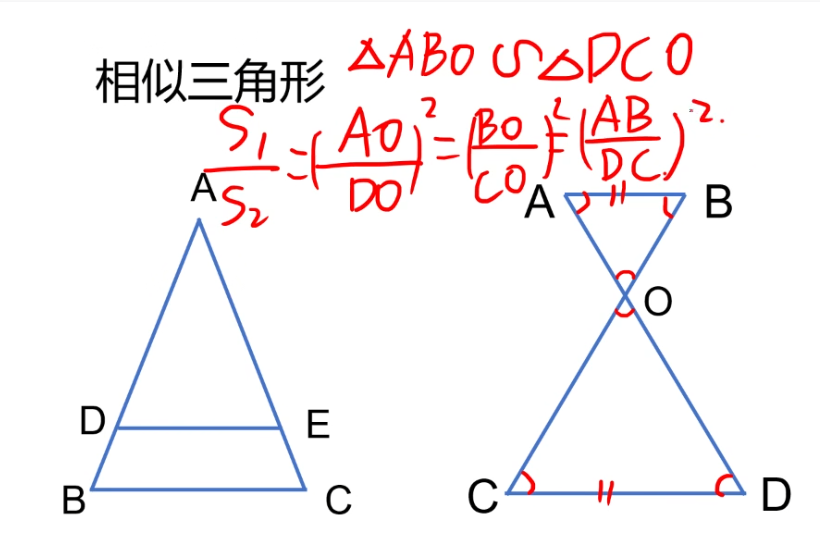 相似三角形 △ABO∽△DCO
S₁/S₂=(AO/DO)²=(BO/CO)²=(AB/DC)².
A
A B
O
D E
B C
C D